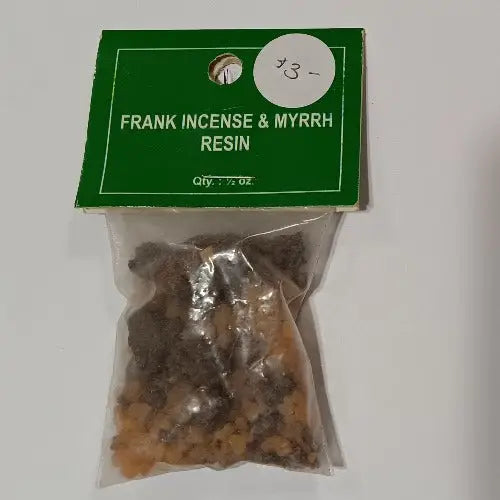 $3-
FRANK INCENSE & MYRRH
RESIN
Qty. : ½ oz.